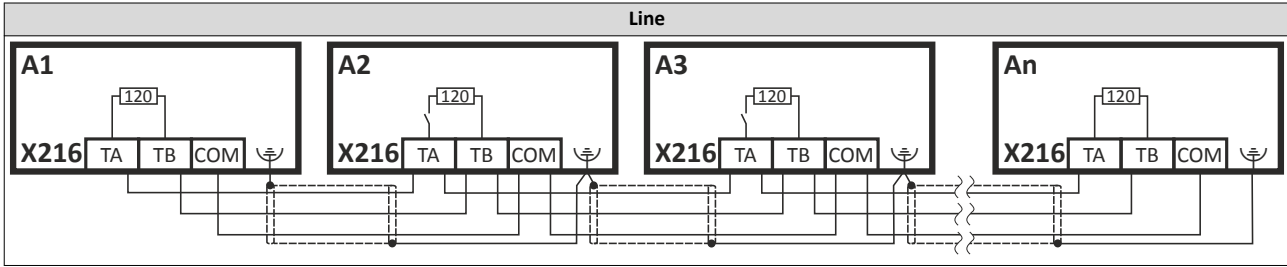 Line
A1 A2 A3 An
120 120 120 120
X216 TA TB COM X216 TA TB COM X216 TA TB COM X216 TA TB COM